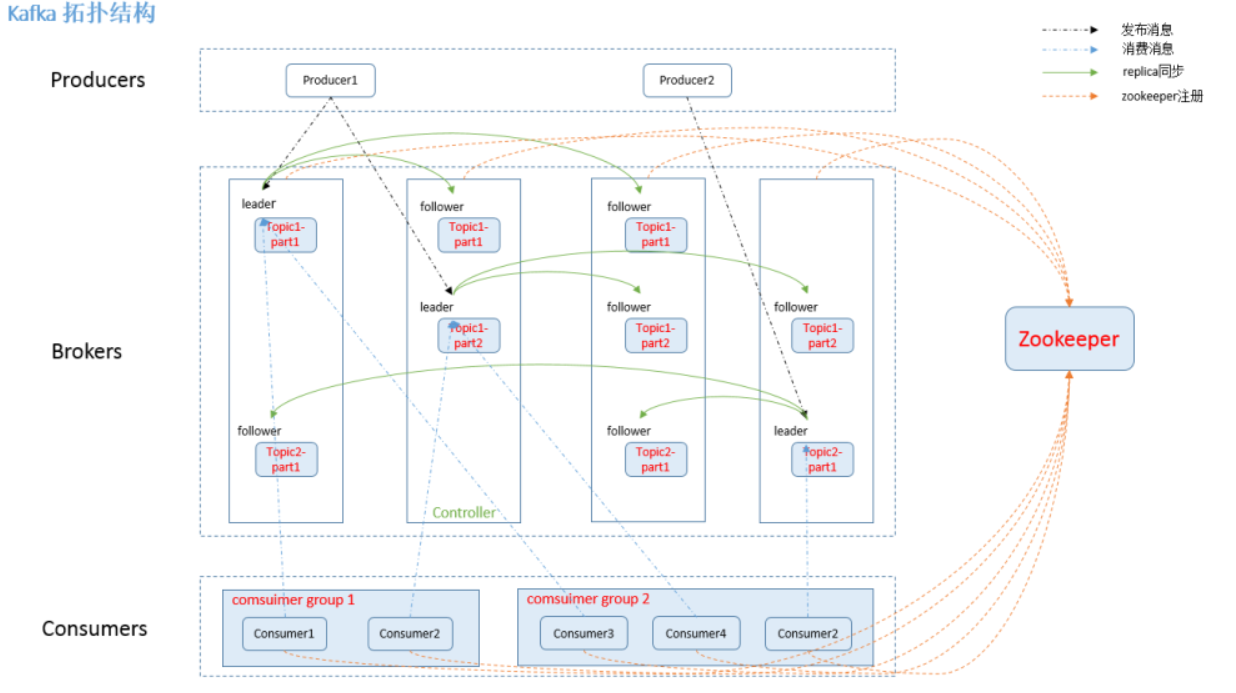 Kafka 拓扑结构
发布消息
消费消息
replica同步
zookeeper注册
Producers
Producer1
Producer2
Brokers
leader
Topic1-
part1
follower
Topic1-
part1
follower
Topic1-
part1
leader
Topic1-
part2
follower
Topic1-
part2
follower
Topic1-
part2
follower
Topic2-
part1
follower
Topic2-
part1
leader
Topic2-
part1
Controller
Zookeeper
Consumers
comsuimer group 1
Consumer1
Consumer2
comsuimer group 2
Consumer3
Consumer4
Consumer2